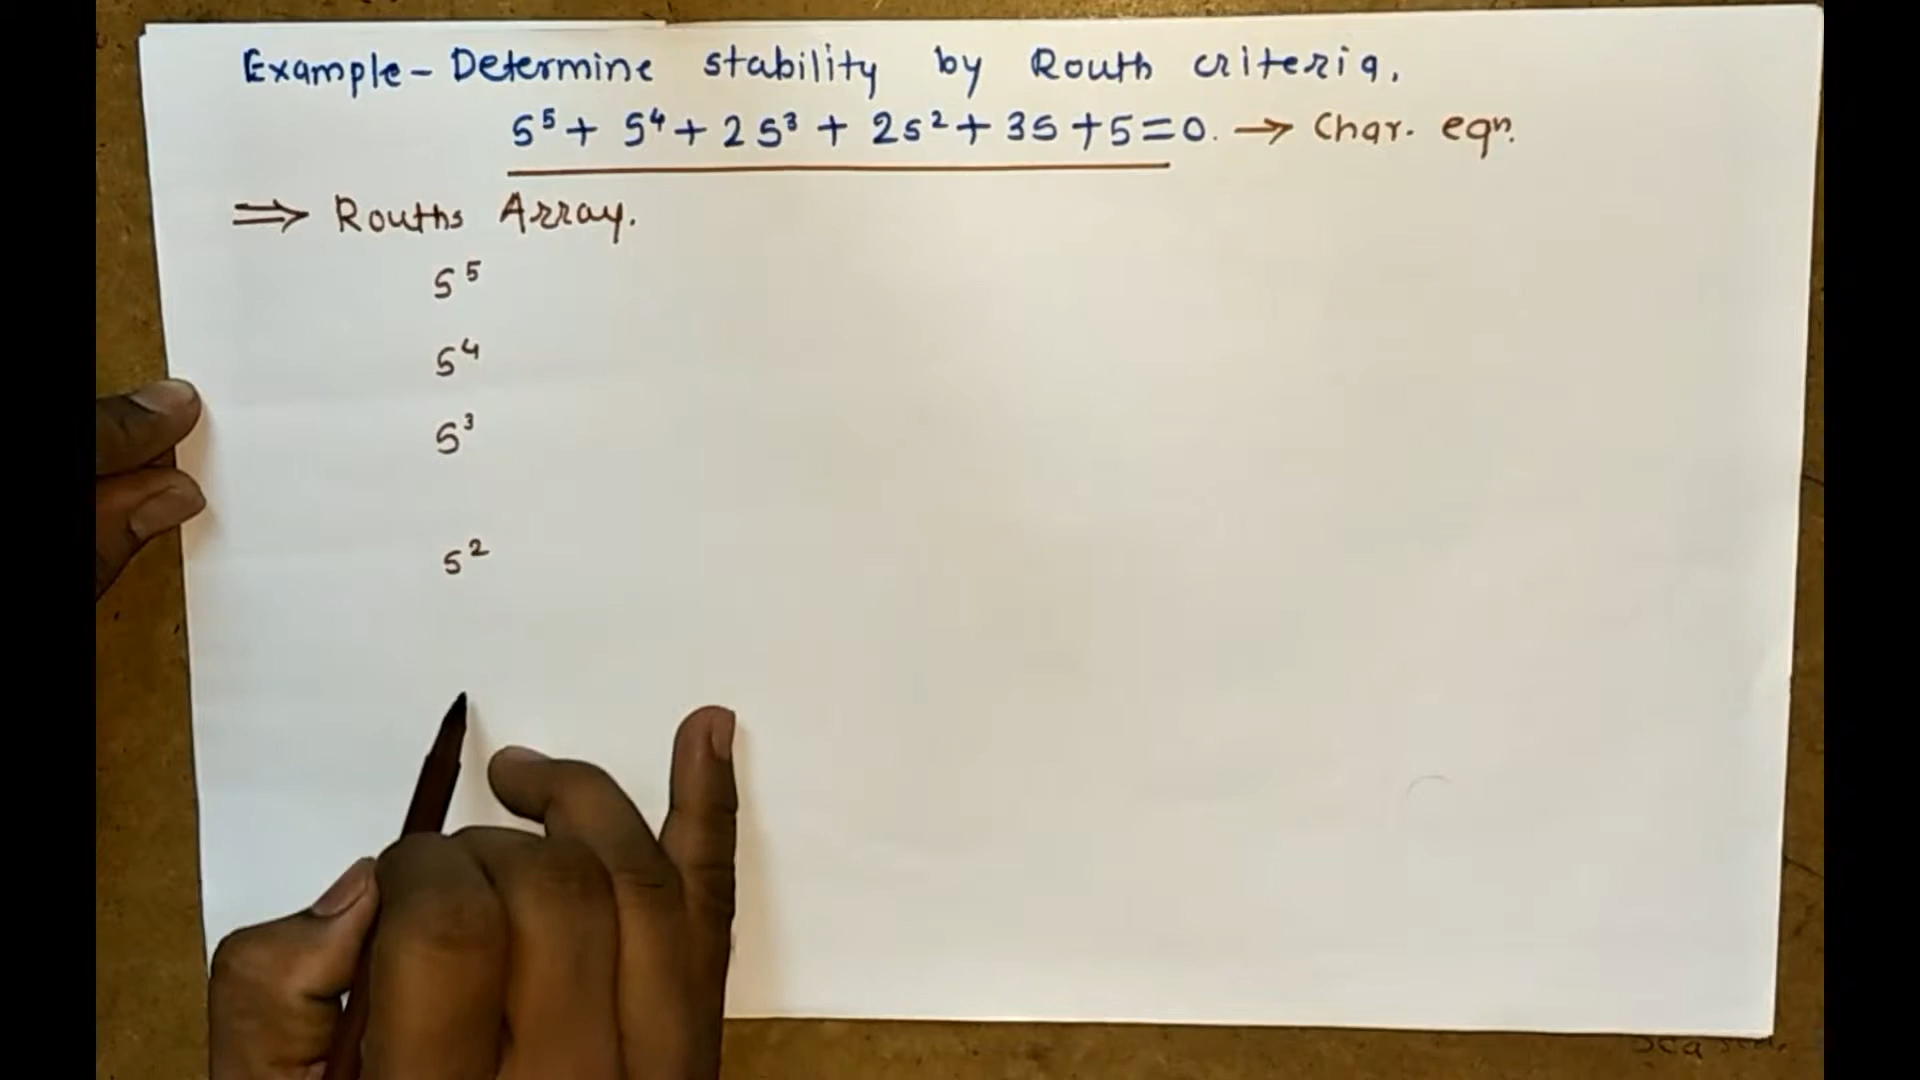 Example - Determine stability by Routh criteria.
S⁵ + S⁴ + 2S³ + 2S² + 3S + 5 = 0. → Char. eqn.
⇒ Rouths Array.
S⁵
S⁴
S³
S²